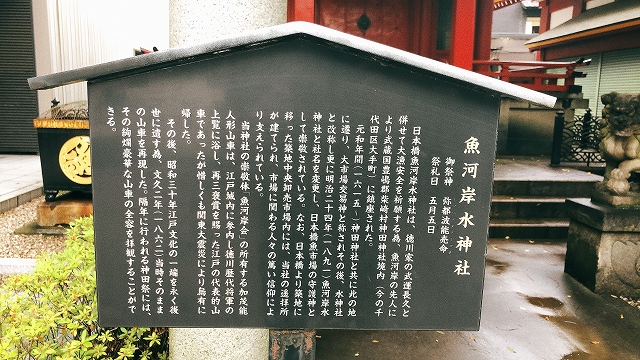 魚河岸水神社
御祭神　弥都波能売命
祭礼日　五月五日
日本橋魚河岸水神社は、徳川家の武運長久と
併せて大漁安全を祈願する為、魚河岸の先人に
より武蔵国豊嶋郡柴崎村神田神社境内（今の千
代田区大手町）に鎮座された。
元和年間（一六一五～）神田神社と共に此の地
に遷り、大市場交易神と称されその後、水神社
と改称し更に明治二十四年（一八九一）魚河岸水
神社と社名を変更し、日本橋魚市場の守護神と
して崇敬されている。なお、日本橋より築地に
移った築地中央卸売市場内には、当社の遥拝所
が建てられ、市場に関わる人々の篤い信仰によ
り支えられている。
当神社の崇敬体〈魚河岸会〉の所有する加茂能
人形山車は、江戸城内に参内し徳川歴代将軍の
上覧に浴し、再三褒賞を賜った江戸の代表的山
車であったが惜しくも関東大震災により烏有に
帰した。
その後、昭和三十年江戸文化の一端を永く後
世に遺す為、文久二年（一八六二）当時そのまま
の山車を再現した。隔年に行われる神田祭には、
その絢爛豪華な山車の全容を拝観することがで
きる。